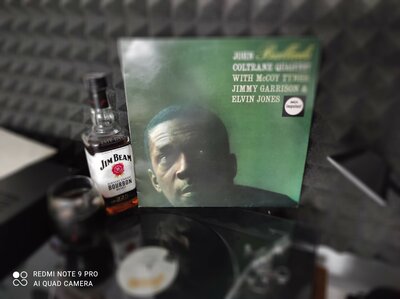 JOHN Ballads
COLTRANE QUARTET
WITH McCOY TYNER
JIMMY GARRISON &
ELVIN JONES
impulse!
JIM BEAM
BOURBON
REDMI NOTE 9 PRO
AI QUAD CAMERA